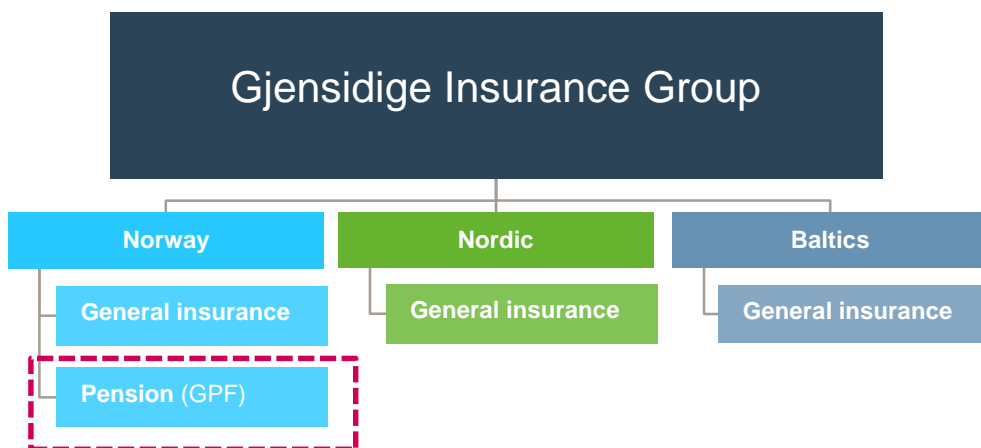 Gjensidige Insurance Group
Norway
Nordic
Baltics
General insurance
General insurance
General insurance
Pension (GPF)